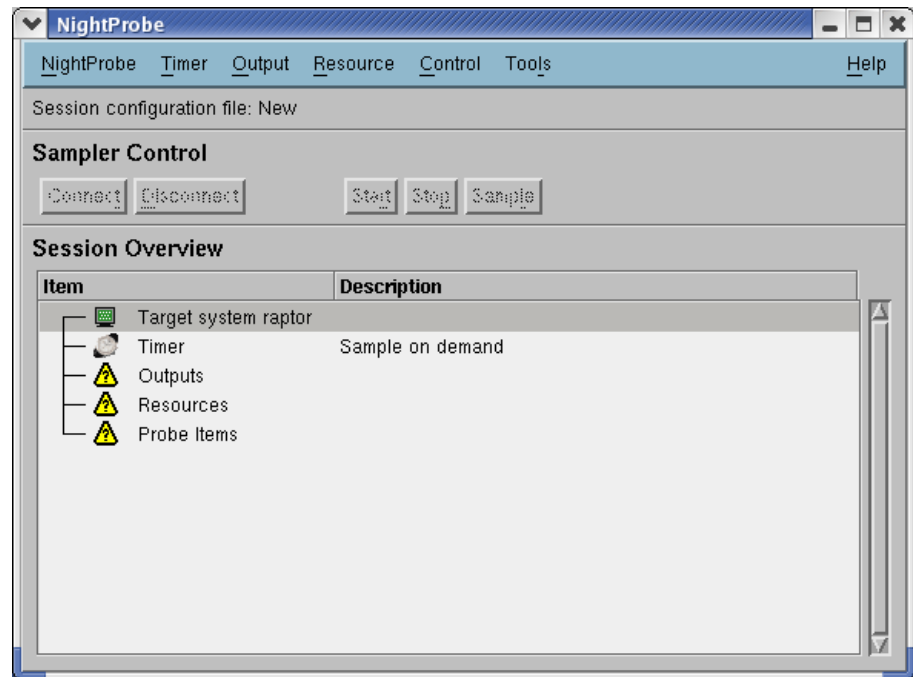 NightProbe
NightProbe Timer Output Resource Control Tools Help
Session configuration file: New
Sampler Control
Connect Disconnect Start Stop Sample
Session Overview
Item Description
Target system raptor
Timer Sample on demand
Outputs
Resources
Probe Items